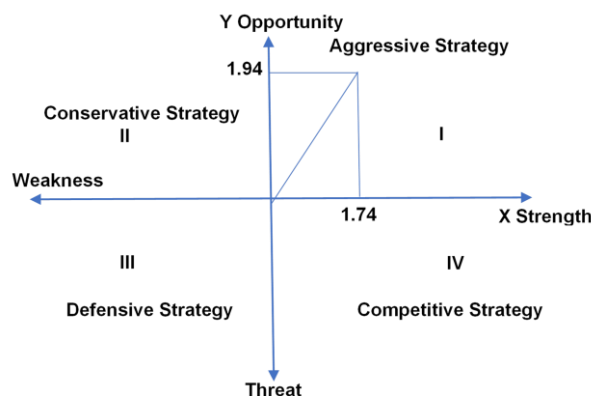 Y Opportunity
Aggressive Strategy
1.94
Conservative Strategy
II
I
Weakness
1.74
X Strength
III
IV
Defensive Strategy
Competitive Strategy
Threat